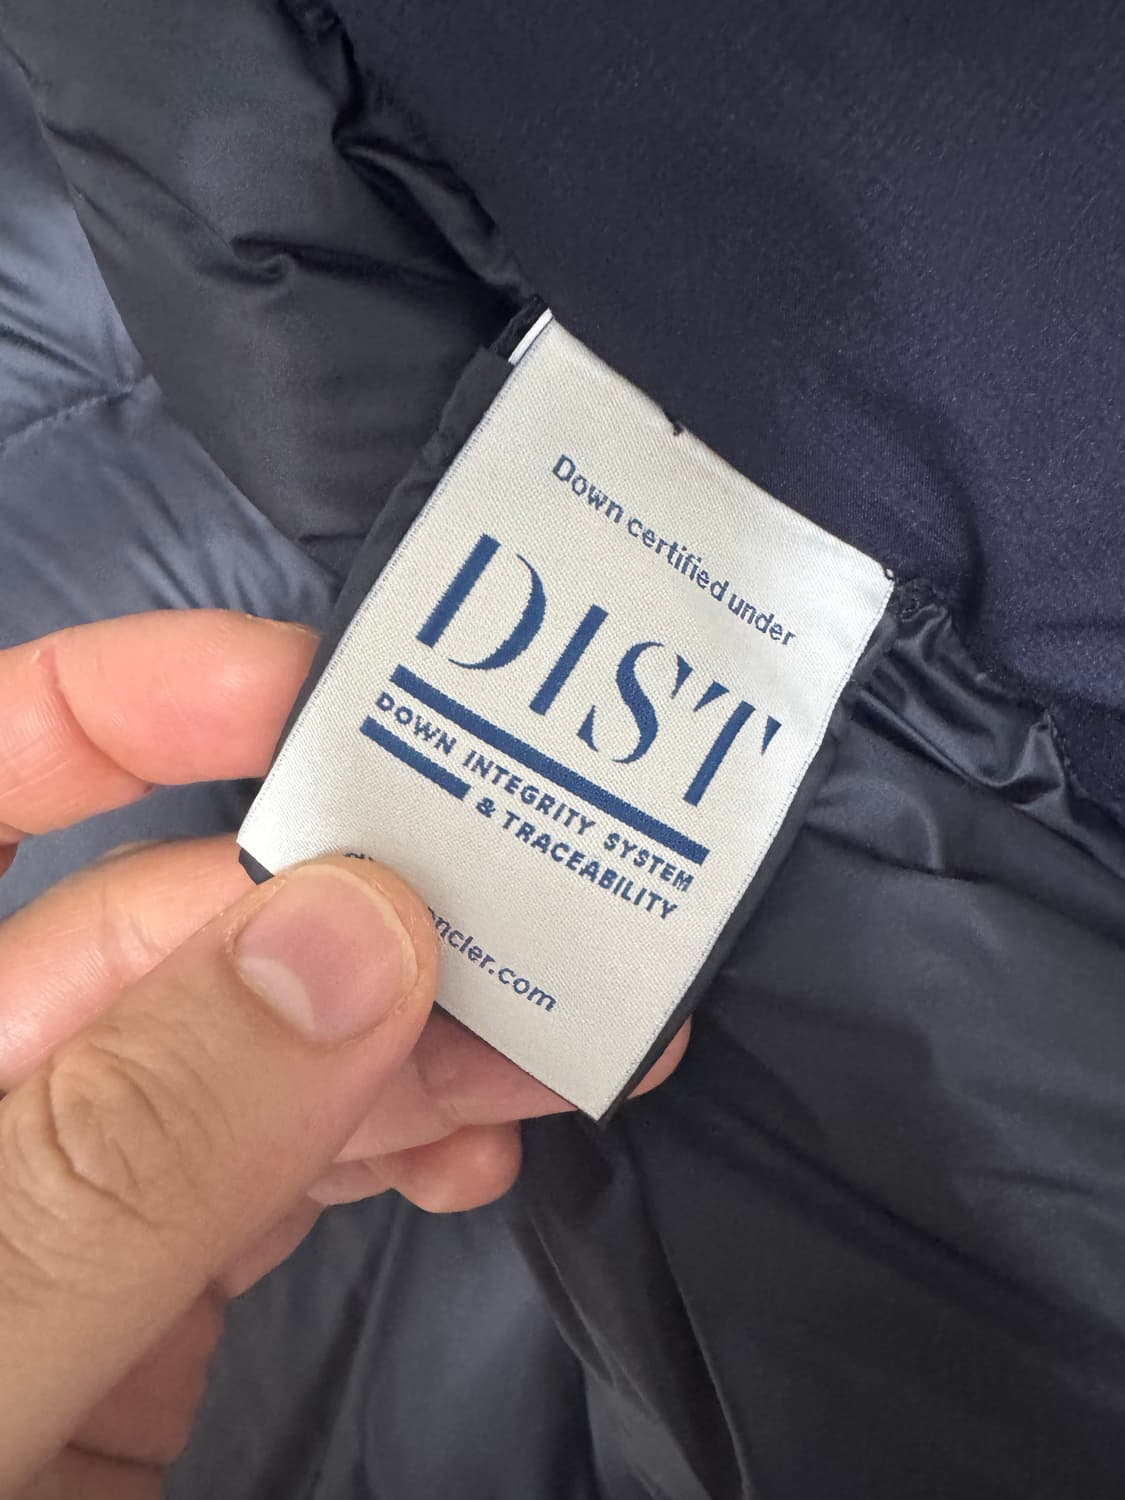 Down certified under
DIST
DOWN INTEGRITY SYSTEM
& TRACEABILITY
ncler.com